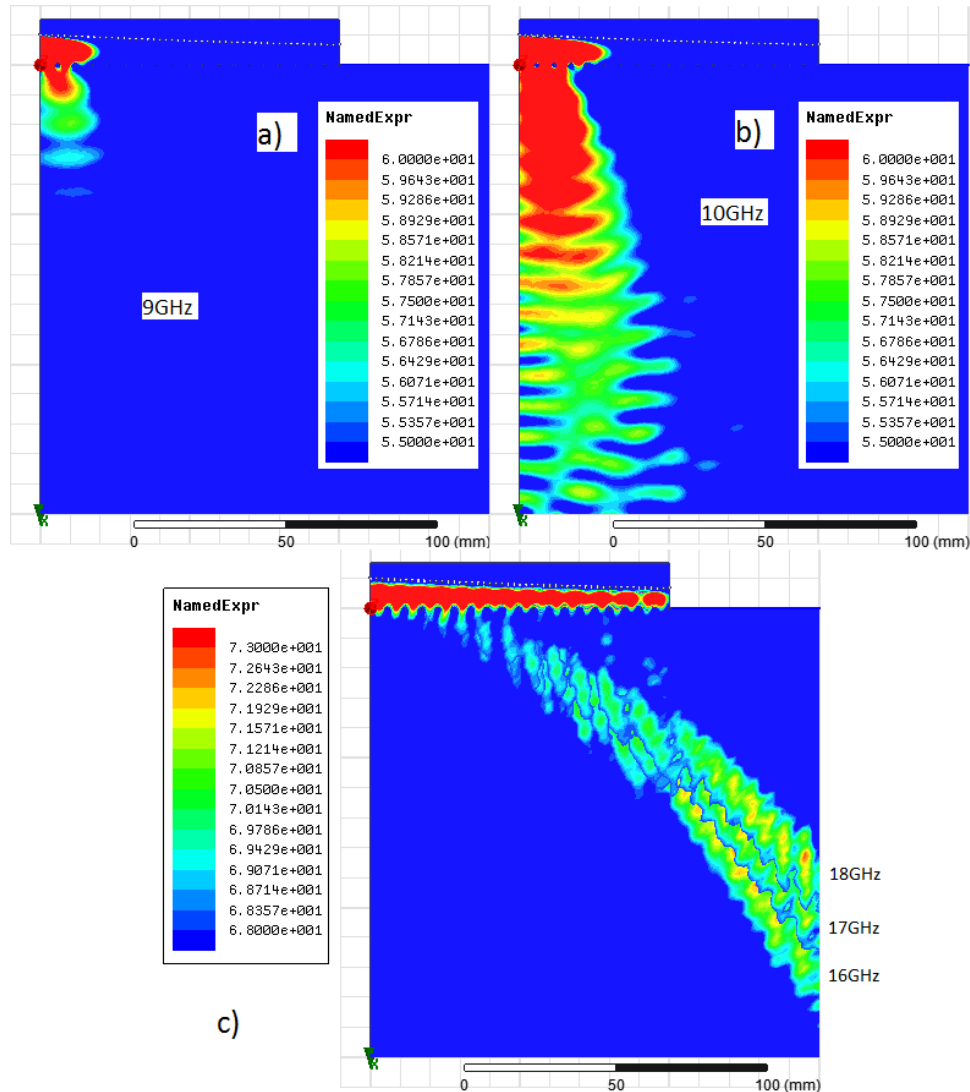 a)
NamedExpr
6.0000e+001
5.9643e+001
5.9286e+001
5.8929e+001
5.8571e+001
5.8214e+001
5.7857e+001
5.7500e+001
5.7143e+001
5.6786e+001
5.6429e+001
5.6071e+001
5.5714e+001
5.5357e+001
5.5000e+001
9GHz
0 50 100 (mm)
b)
NamedExpr
6.0000e+001
5.9643e+001
5.9286e+001
5.8929e+001
5.8571e+001
5.8214e+001
5.7857e+001
5.7500e+001
5.7143e+001
5.6786e+001
5.6429e+001
5.6071e+001
5.5714e+001
5.5357e+001
5.5000e+001
10GHz
0 50 100 (mm)
NamedExpr
7.3000e+001
7.2643e+001
7.2286e+001
7.1929e+001
7.1571e+001
7.1214e+001
7.0857e+001
7.0500e+001
7.0143e+001
6.9786e+001
6.9429e+001
6.9071e+001
6.8714e+001
6.8357e+001
6.8000e+001
18GHz
17GHz
16GHz
c)
0 50 100 (mm)